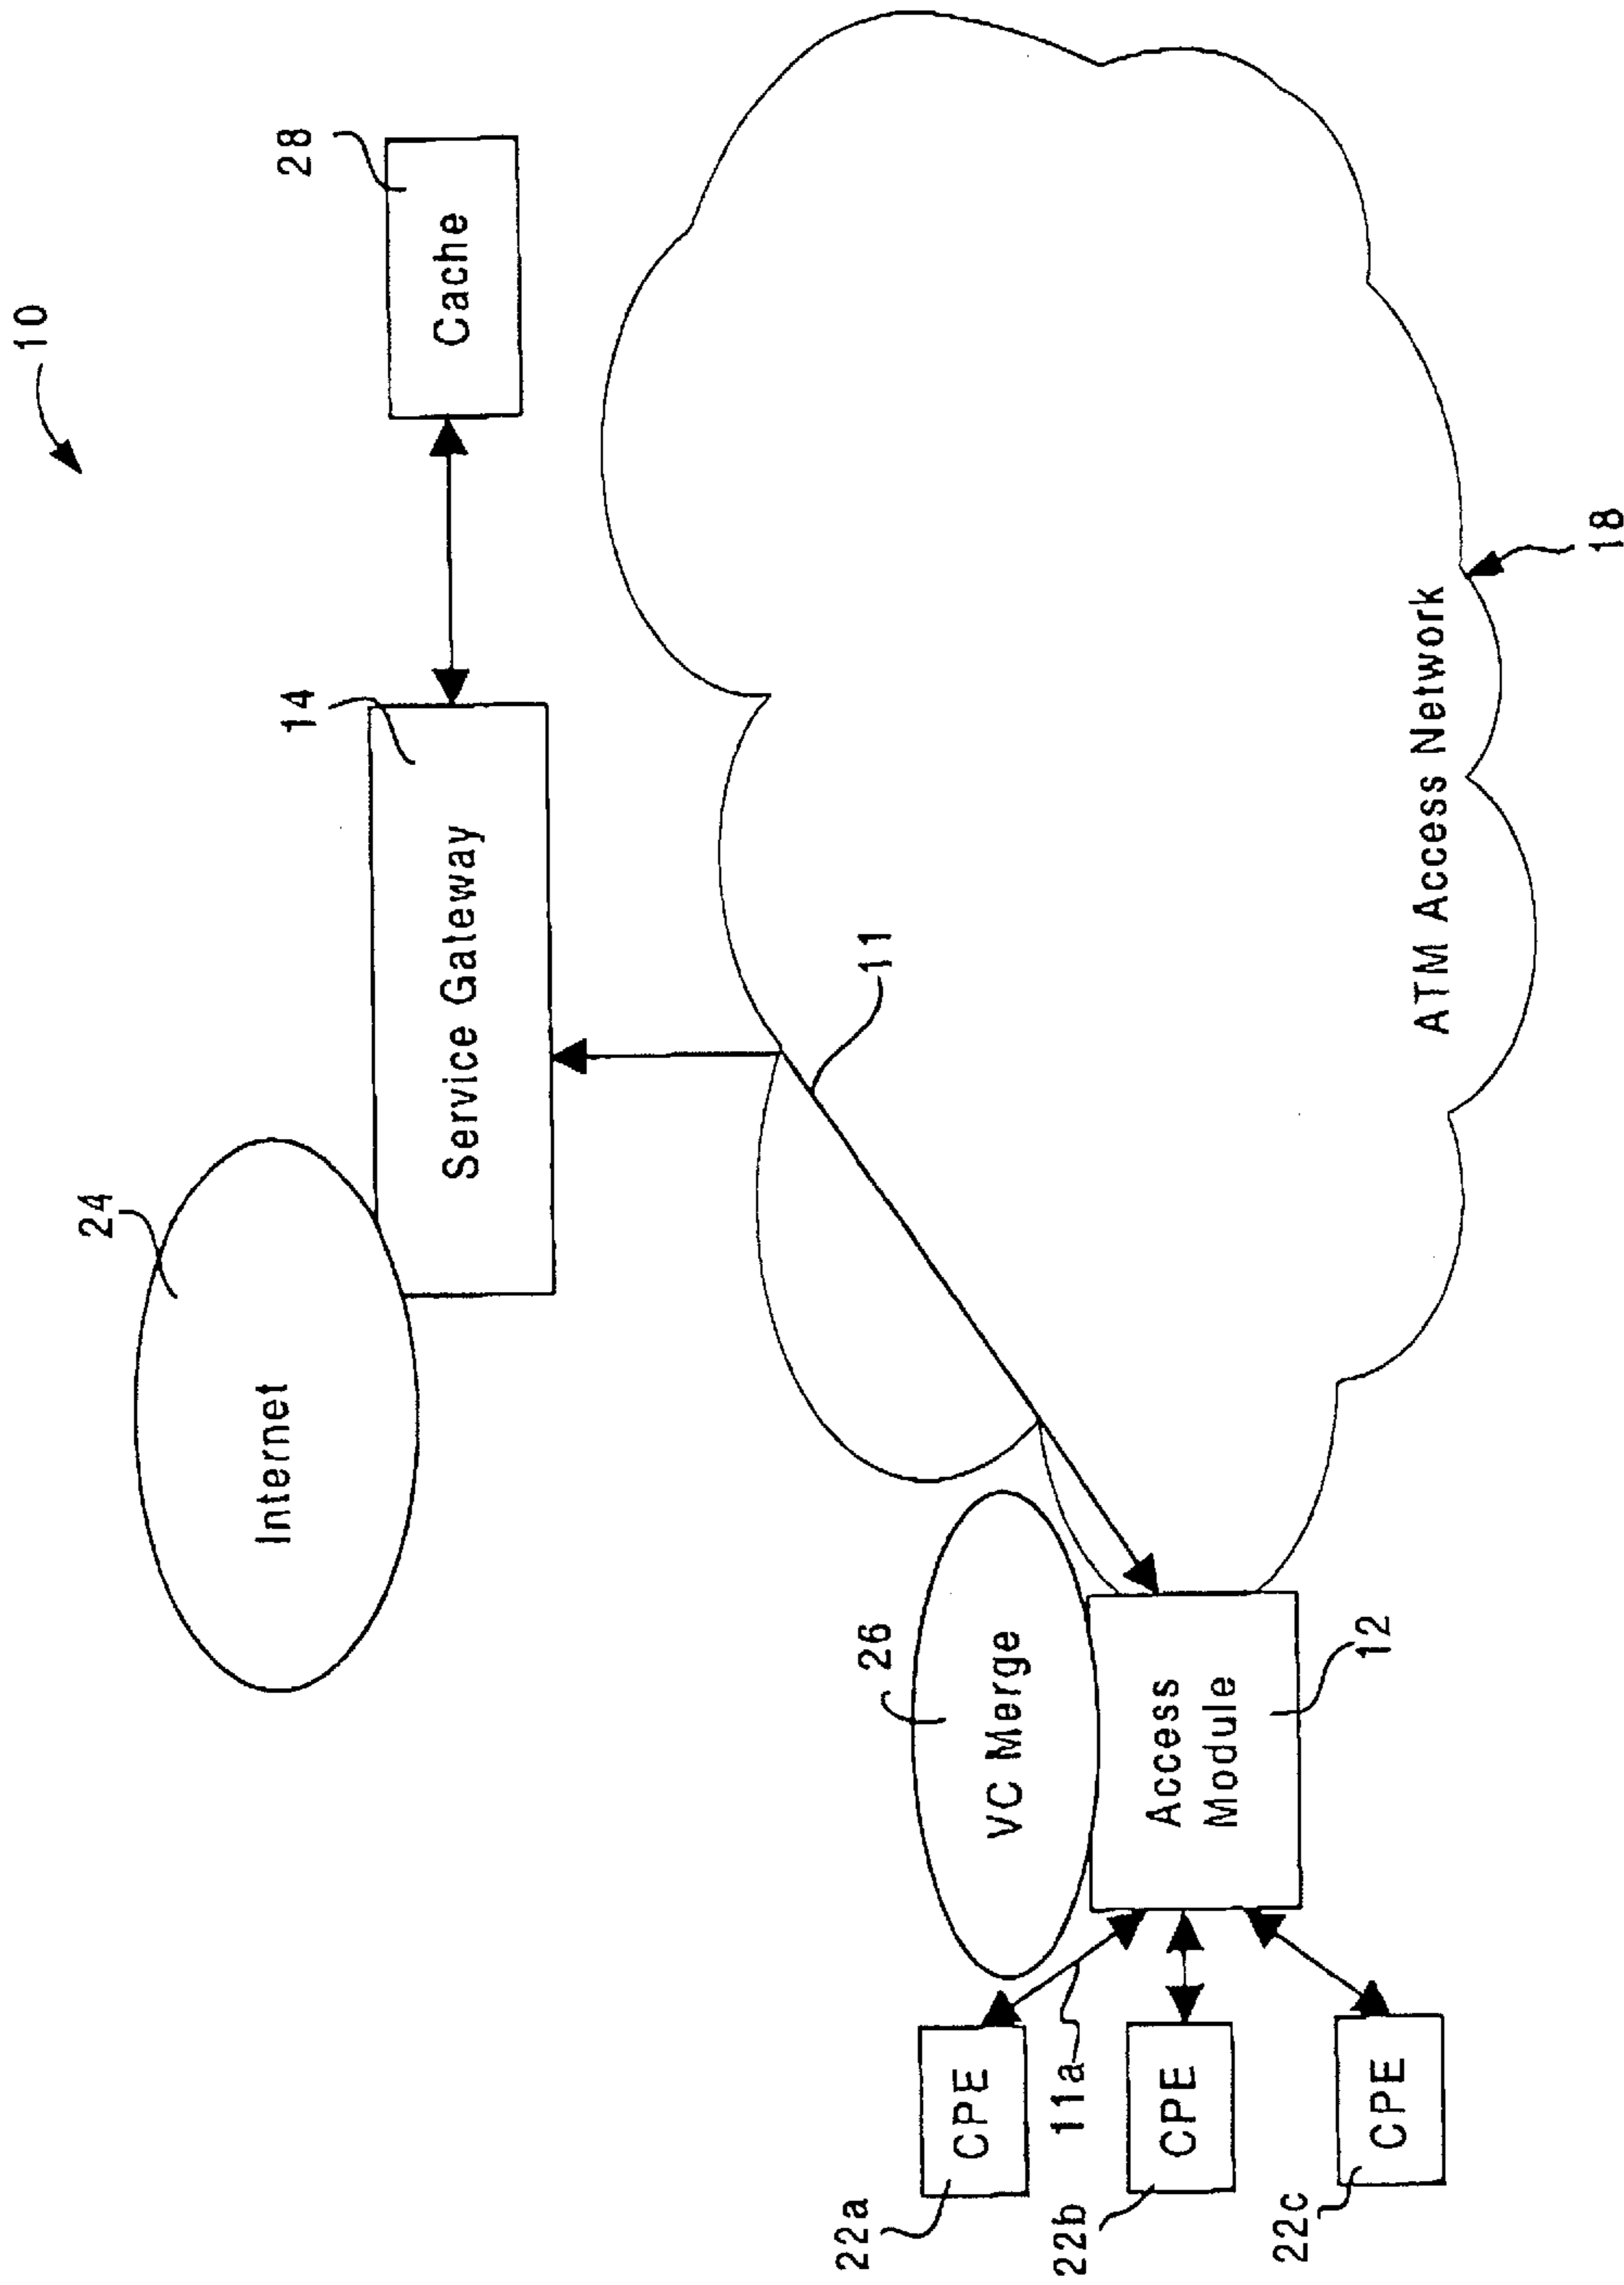 10
24
Internet
14
Service Gateway
28
Cache
26
VC Merge
11
22a
CPE
11a
Access
Module
22b
CPE
12
22c
CPE
ATM Access Network
18